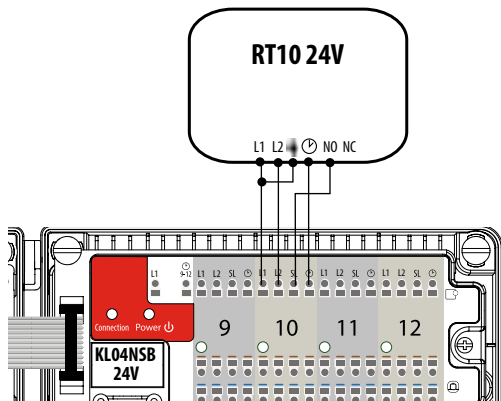 RT10 24V
L1 L2 NO NC
L1 9-12 L1 L2 SL L1 L2 SL L1 L2 SL L1 L2 SL
Connection Power
9 10 11 12
KL04NSB
24V